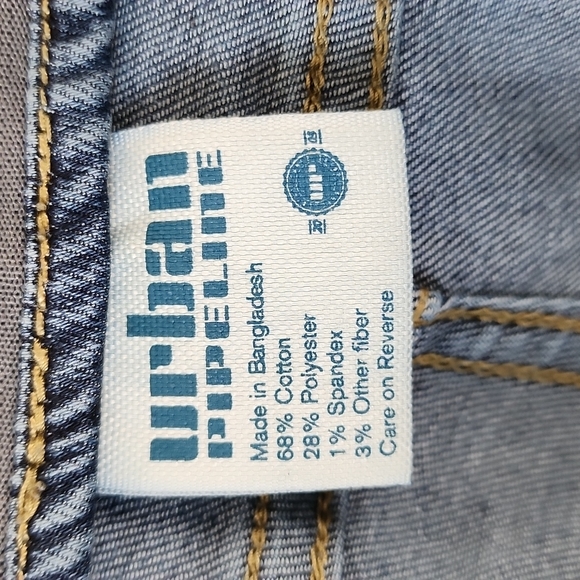 urban
PIPELINE
Made in Bangladesh
68% Cotton
28% Polyester
1% Spandex
3% Other fiber
Care on Reverse